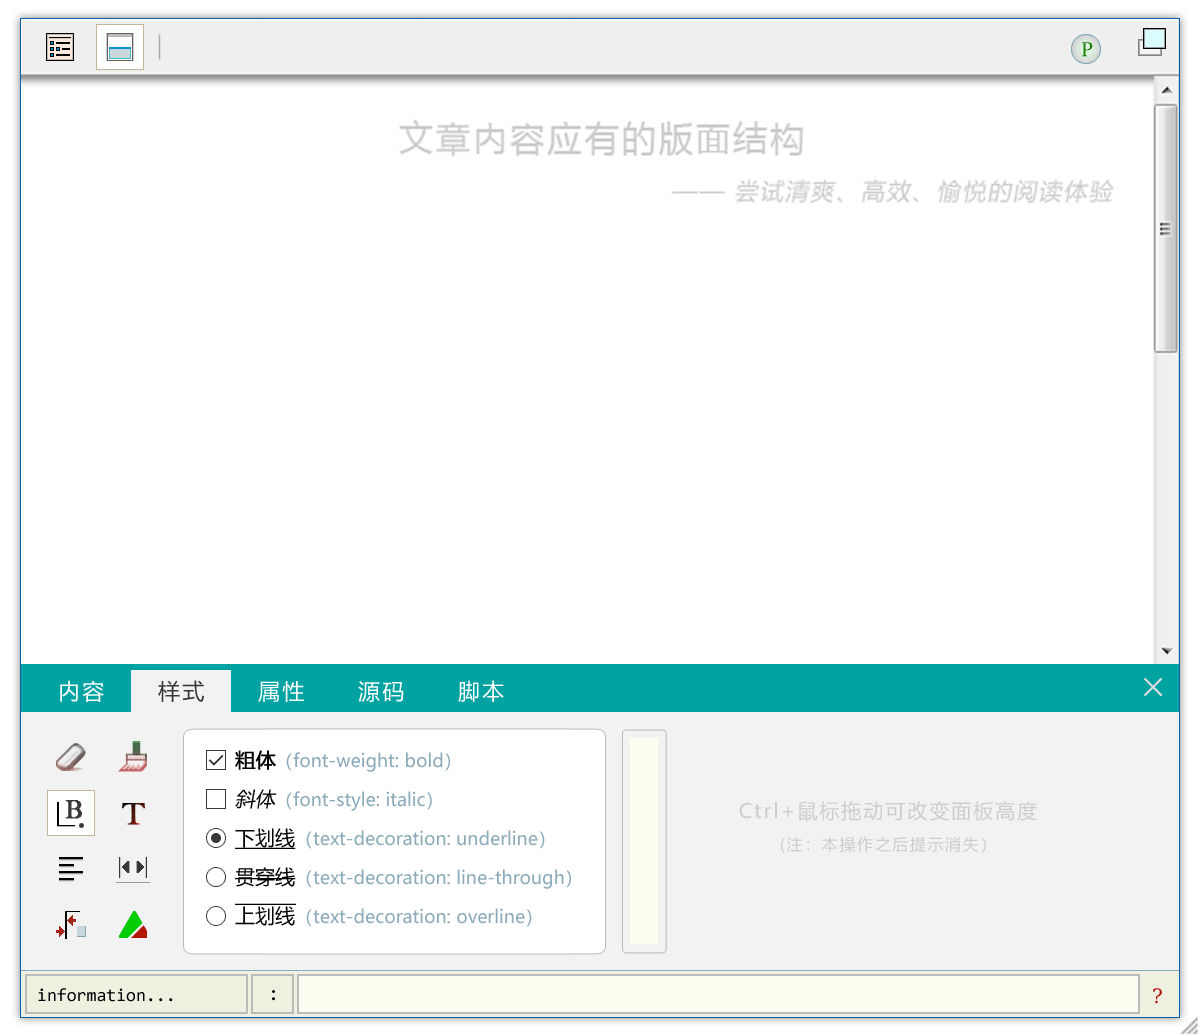 P
文章内容应有的版面结构
—— 尝试清爽、高效、愉悦的阅读体验
内容 样式 属性 源码 脚本
粗体 (font-weight: bold)
斜体 (font-style: italic)
下划线 (text-decoration: underline)
贯穿线 (text-decoration: line-through)
上划线 (text-decoration: overline)
B T
Ctrl+鼠标拖动可改变面板高度
(注：本操作之后提示消失)
information... : ?